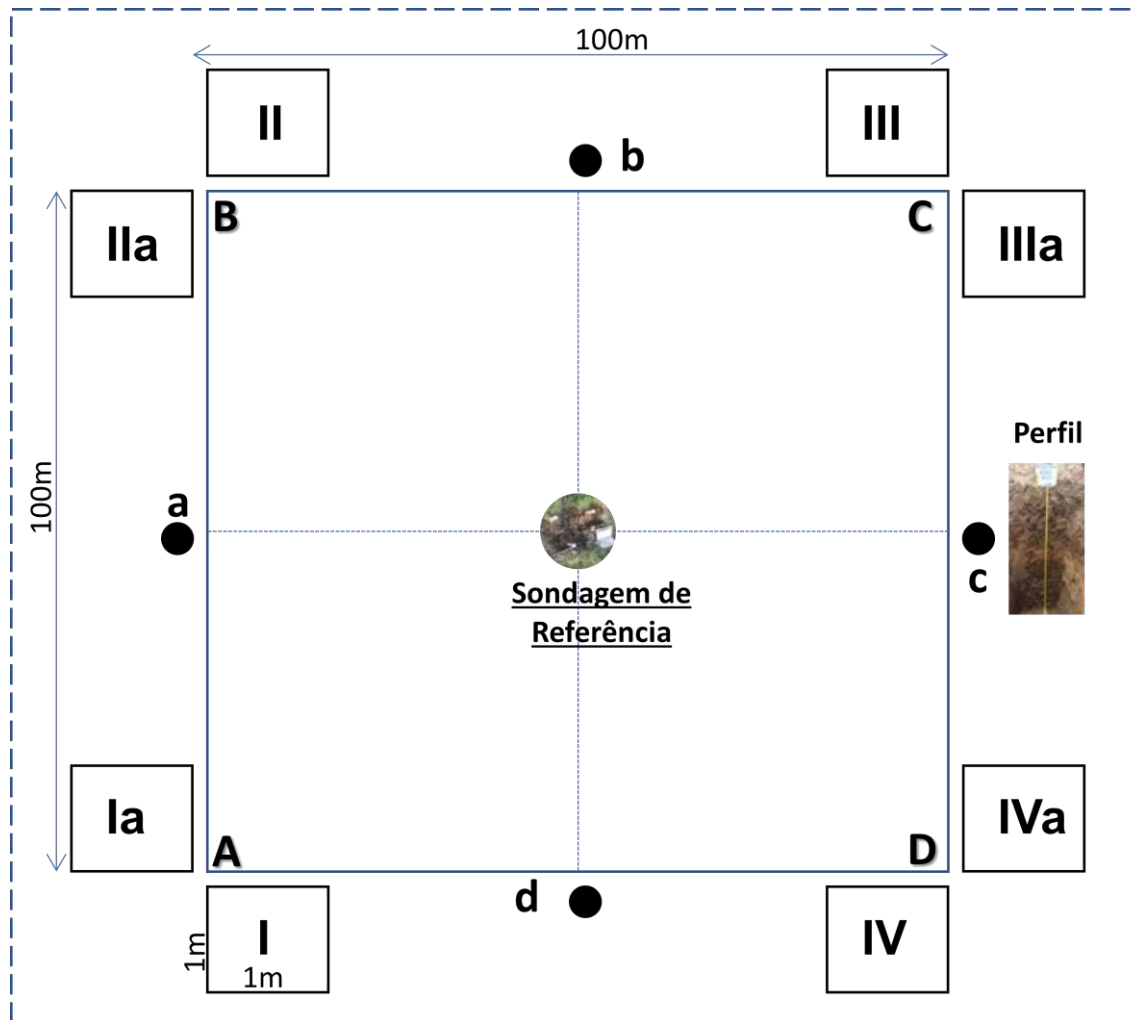 100m
II
III
b
B
C
IIa
IIIa
Perfil
100m
a
c
Sondagem de
Referência
Ia
IVa
A
D
d
I
IV
1m
1m